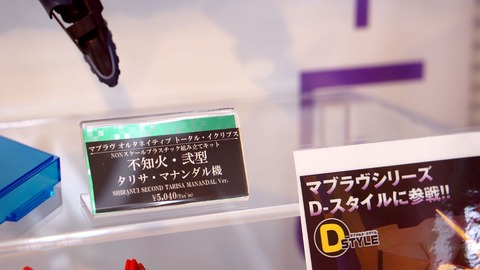 マブラヴ オルタネイティブ トータル・イクリプス
NONスケールプラスチック組み立てキット
不知火・弐型
タリサ・マナンダル機
SHIRANUI SECOND TARISA MANANDAL Ver.
¥5,040(Tax in)
マブラヴシリーズ
D-スタイルに参戦!!
D-STYLE